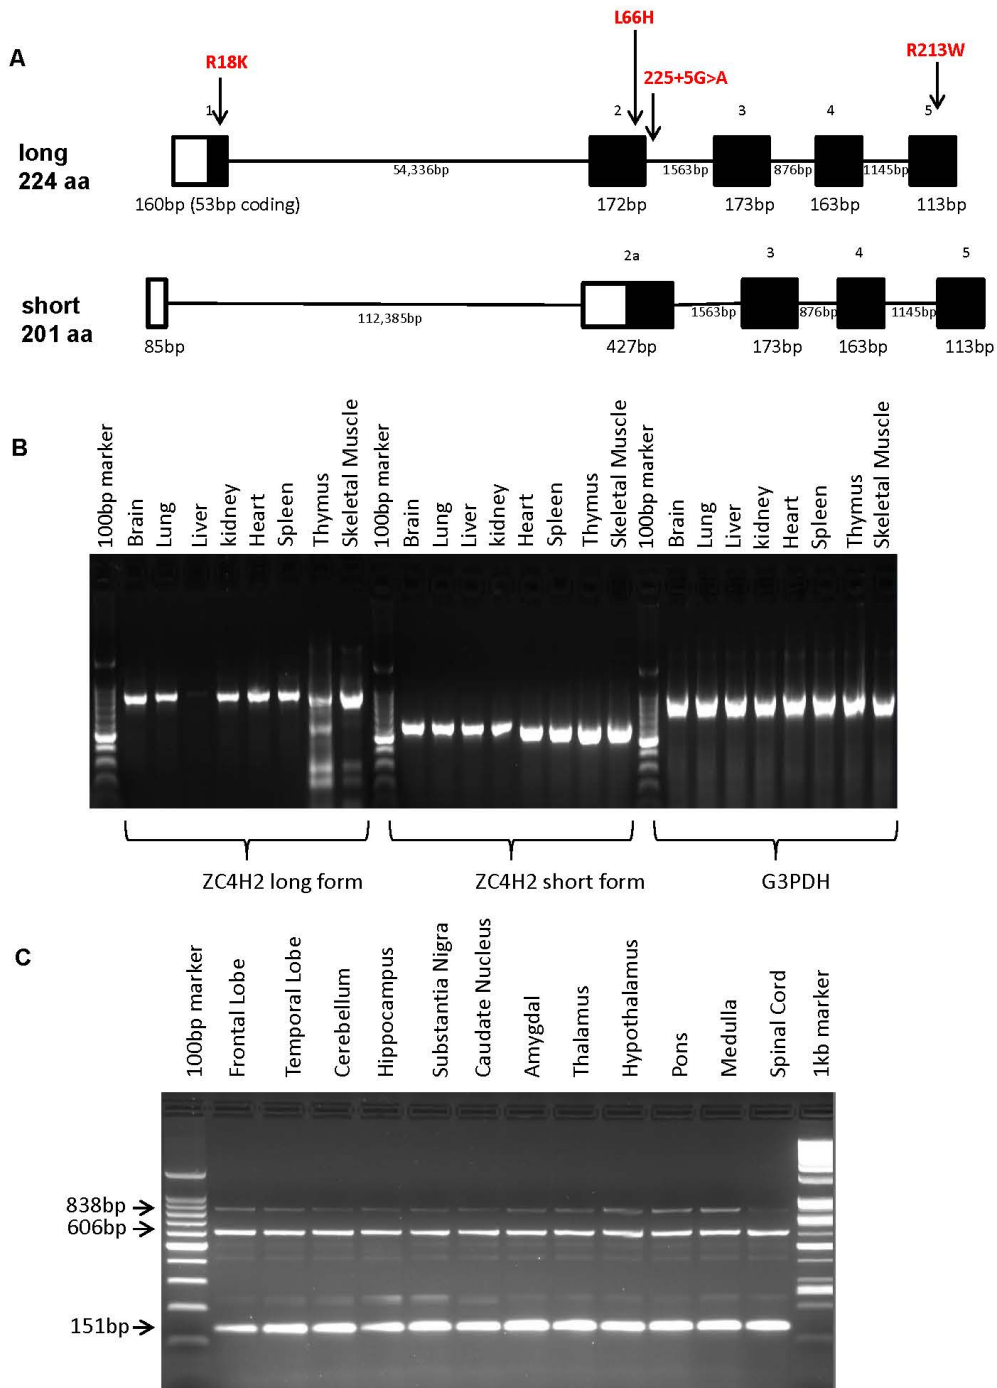 A
L66H
R18K
225+5G>A
R213W
1
2
3
4
5
long
224 aa
54,336bp
1563bp
876bp
1145bp
160bp (53bp coding)
172bp
173bp
163bp
113bp
2a
3
4
5
short
201 aa
112,385bp
1563bp
876bp
1145bp
85bp
427bp
173bp
163bp
113bp
B
100bp marker
Brain
Lung
Liver
kidney
Heart
Spleen
Thymus
Skeletal Muscle
100bp marker
Brain
Lung
Liver
kidney
Heart
Spleen
Thymus
Skeletal Muscle
100bp marker
Brain
Lung
Liver
kidney
Heart
Spleen
Thymus
Skeletal Muscle
ZC4H2 long form
ZC4H2 short form
G3PDH
C
100bp marker
Frontal Lobe
Temporal Lobe
Cerebellum
Hippocampus
Substantia Nigra
Caudate Nucleus
Amygdal
Thalamus
Hypothalamus
Pons
Medulla
Spinal Cord
1kb marker
838bp
606bp
151bp